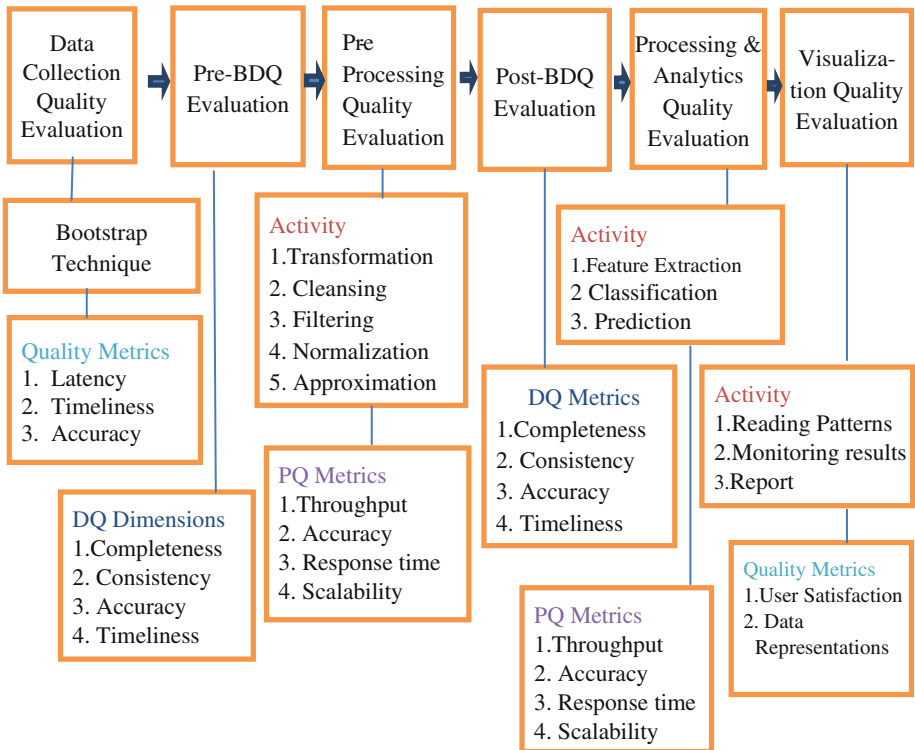 Data
Collection
Quality
Evaluation
Pre-BDQ
Evaluation
Pre
Processing
Quality
Evaluation
Post-BDQ
Evaluation
Processing &
Analytics
Quality
Evaluation
Visualiza-
tion Quality
Evaluation
Bootstrap
Technique
Quality Metrics
1. Latency
2. Timeliness
3. Accuracy
DQ Dimensions
1.Completeness
2. Consistency
3. Accuracy
4. Timeliness
Activity
1.Transformation
2. Cleansing
3. Filtering
4. Normalization
5. Approximation
PQ Metrics
1.Throughput
2. Accuracy
3. Response time
4. Scalability
DQ Metrics
1.Completeness
2. Consistency
3. Accuracy
4. Timeliness
Activity
1.Feature Extraction
2 Classification
3. Prediction
PQ Metrics
1.Throughput
2. Accuracy
3. Response time
4. Scalability
Activity
1.Reading Patterns
2.Monitoring results
3.Report
Quality Metrics
1.User Satisfaction
2. Data
Representations